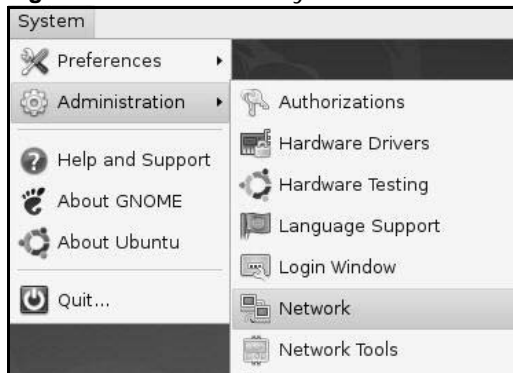 System
Preferences
Administration
Help and Support
About GNOME
About Ubuntu
Quit...
Authorizations
Hardware Drivers
Hardware Testing
Language Support
Login Window
Network
Network Tools